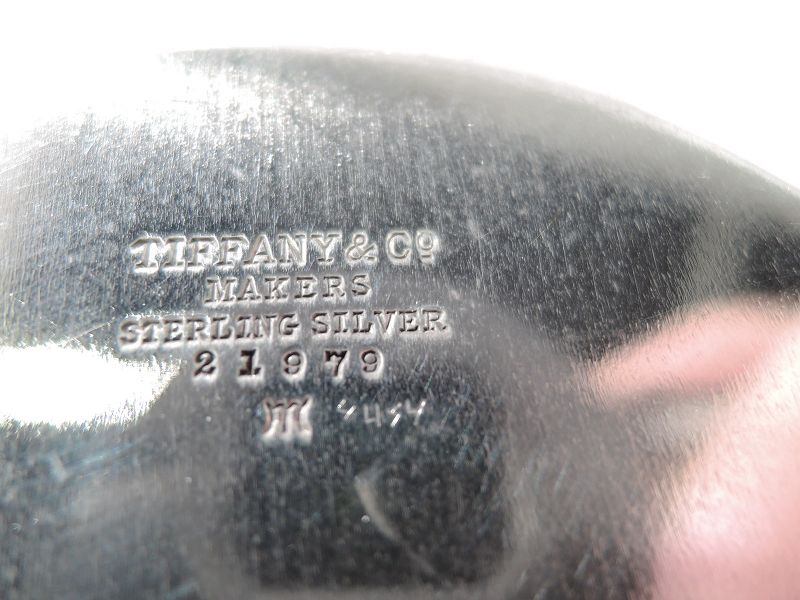 TIFFANY & Cº
MAKERS
STERLING SILVER
21979
M